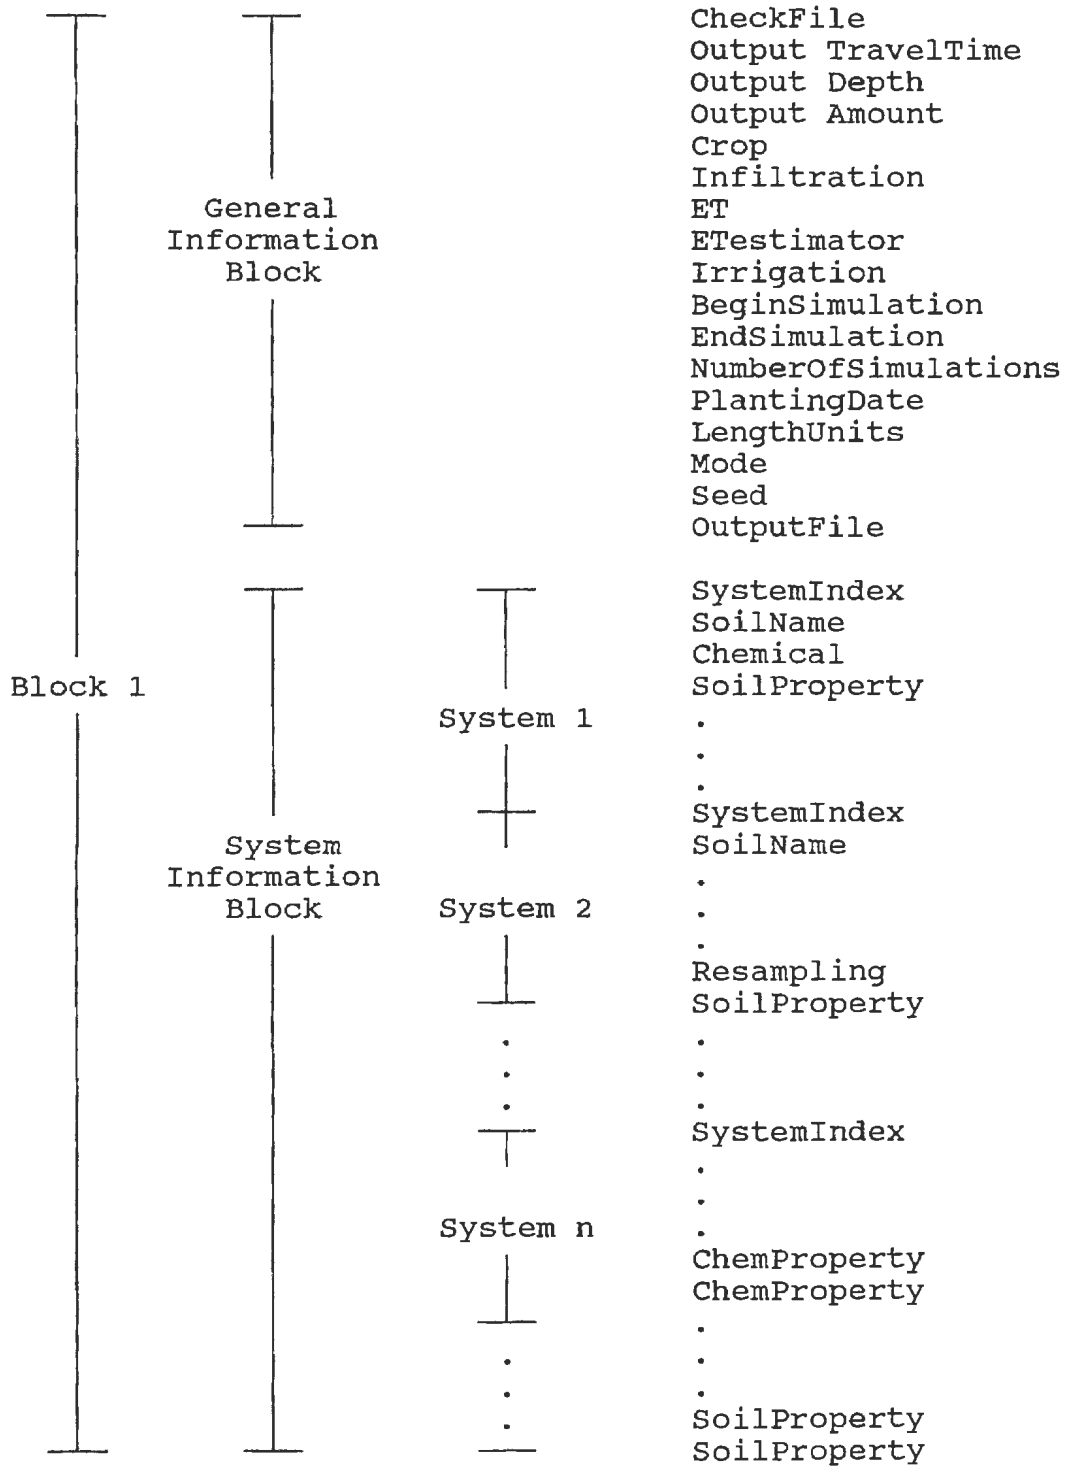 CheckFile
Output TravelTime
Output Depth
Output Amount
Crop
Infiltration
General
ET
Information
ETestimator
Block
Irrigation
BeginSimulation
EndSimulation
NumberOfSimulations
PlantingDate
LengthUnits
Mode
Seed
OutputFile
SystemIndex
SoilName
Chemical
Block 1
SoilProperty
System 1
.
.
.
SystemIndex
System
SoilName
Information
.
Block
System 2
.
.
Resampling
SoilProperty
. .
. .
. .
SystemIndex
.
.
System n
.
ChemProperty
ChemProperty
. .
. .
. .
SoilProperty
SoilProperty